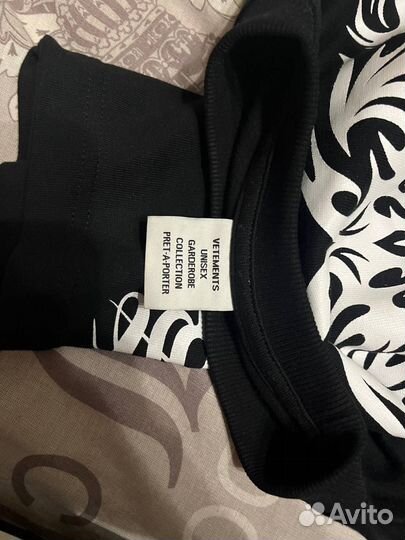 VETEMENTS
UNISEX
GARDEROBE
COLLECTION
PRET-A-PORTER
Avito